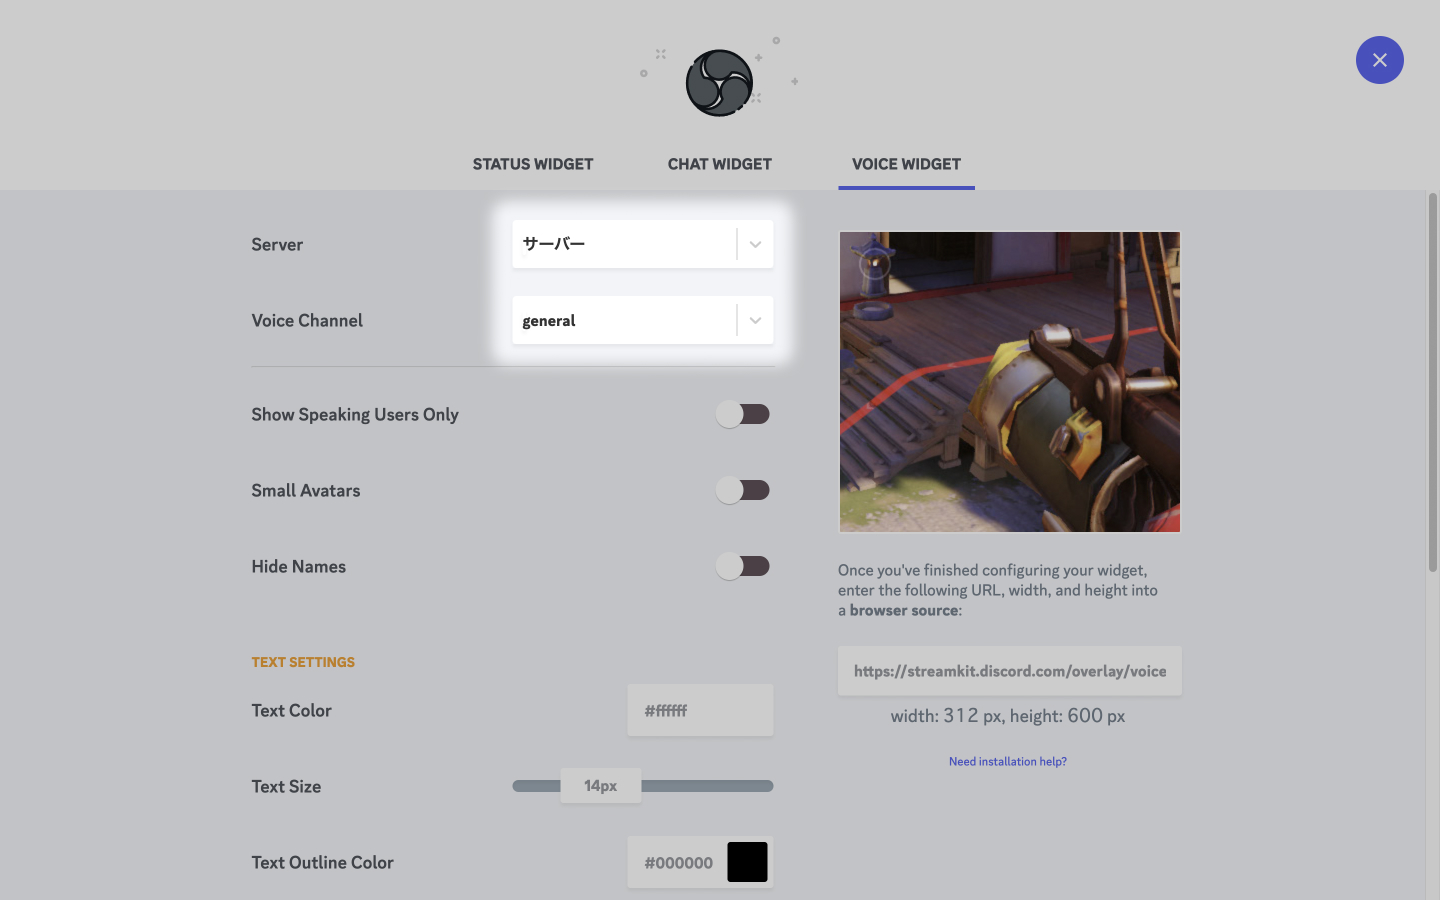 STATUS WIDGET
CHAT WIDGET
VOICE WIDGET
Server
サーバー
Voice Channel
general
Show Speaking Users Only
Small Avatars
Hide Names
TEXT SETTINGS
Text Color
#ffffff
Text Size
14px
Text Outline Color
#000000
Once you've finished configuring your widget,
enter the following URL, width, and height into
a browser source:
https://streamkit.discord.com/overlay/voice
width: 312 px, height: 600 px
Need installation help?